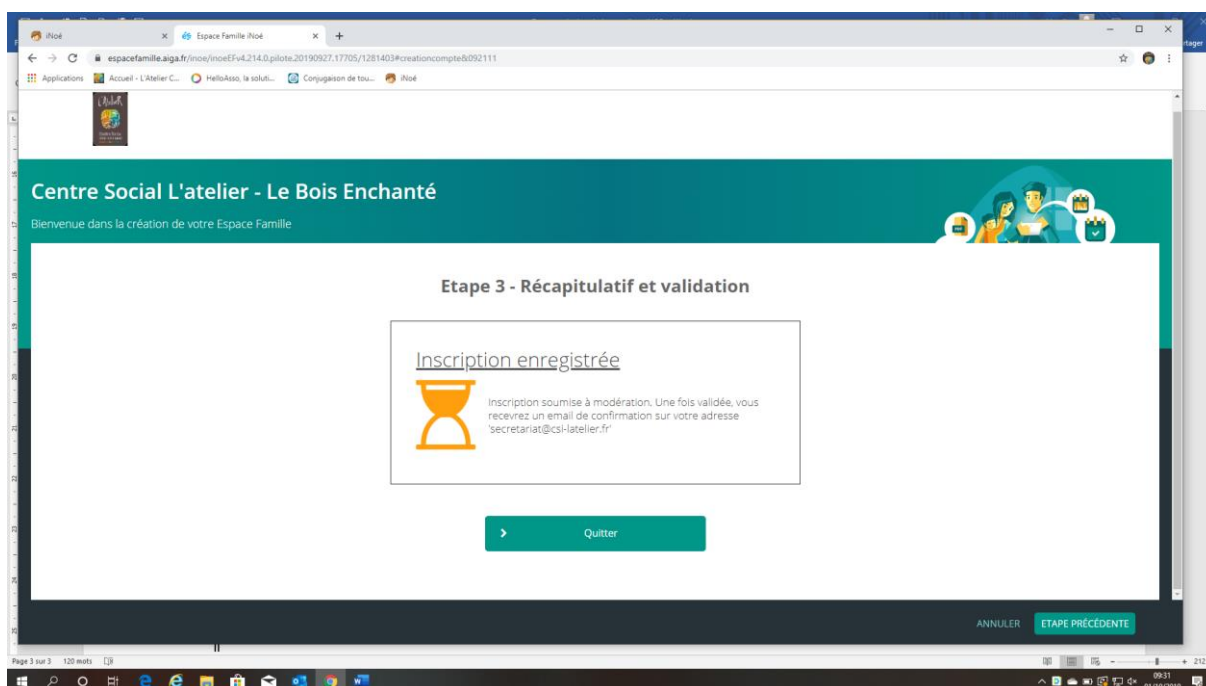 iNoé
Espace Famille iNoé
espacefamille.aiga.fr/inoe/inoeEFv4.214.0.pilote.20190927.17705/1281403#creationcompte&092111
Applications
Accueil - L'Atelier C...
HelloAsso, la soluti...
Conjugaison de tou...
iNoé
Centre Social L'atelier - Le Bois Enchanté
Bienvenue dans la création de votre Espace Famille
Etape 3 - Récapitulatif et validation
Inscription enregistrée
Inscription soumise à modération. Une fois validée, vous
recevrez un email de confirmation sur votre adresse
'secretariat@csi-latelier.fr'
Quitter
ANNULER
ETAPE PRÉCÉDENTE
Page 3 sur 3
120 mots
212
09:31